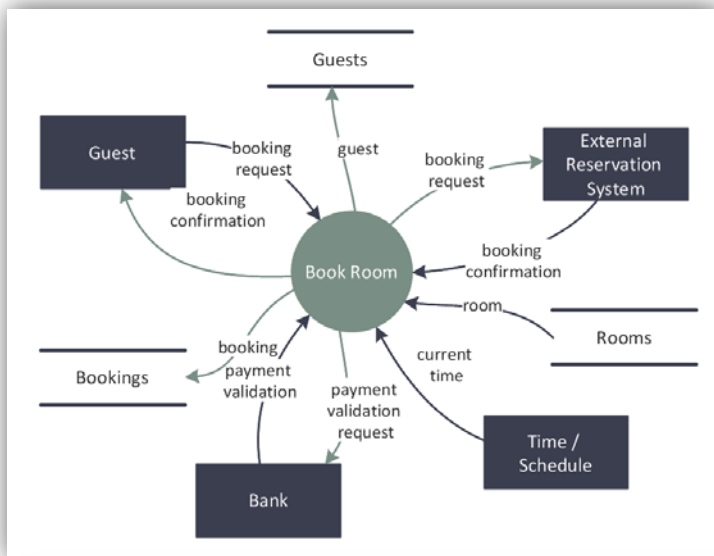 Guests
Guest
booking
request
guest
booking
request
External
Reservation
System
booking
confirmation
Book Room
booking
confirmation
room
Rooms
booking
Bookings
payment
validation
payment
validation
request
current
time
Time /
Schedule
Bank